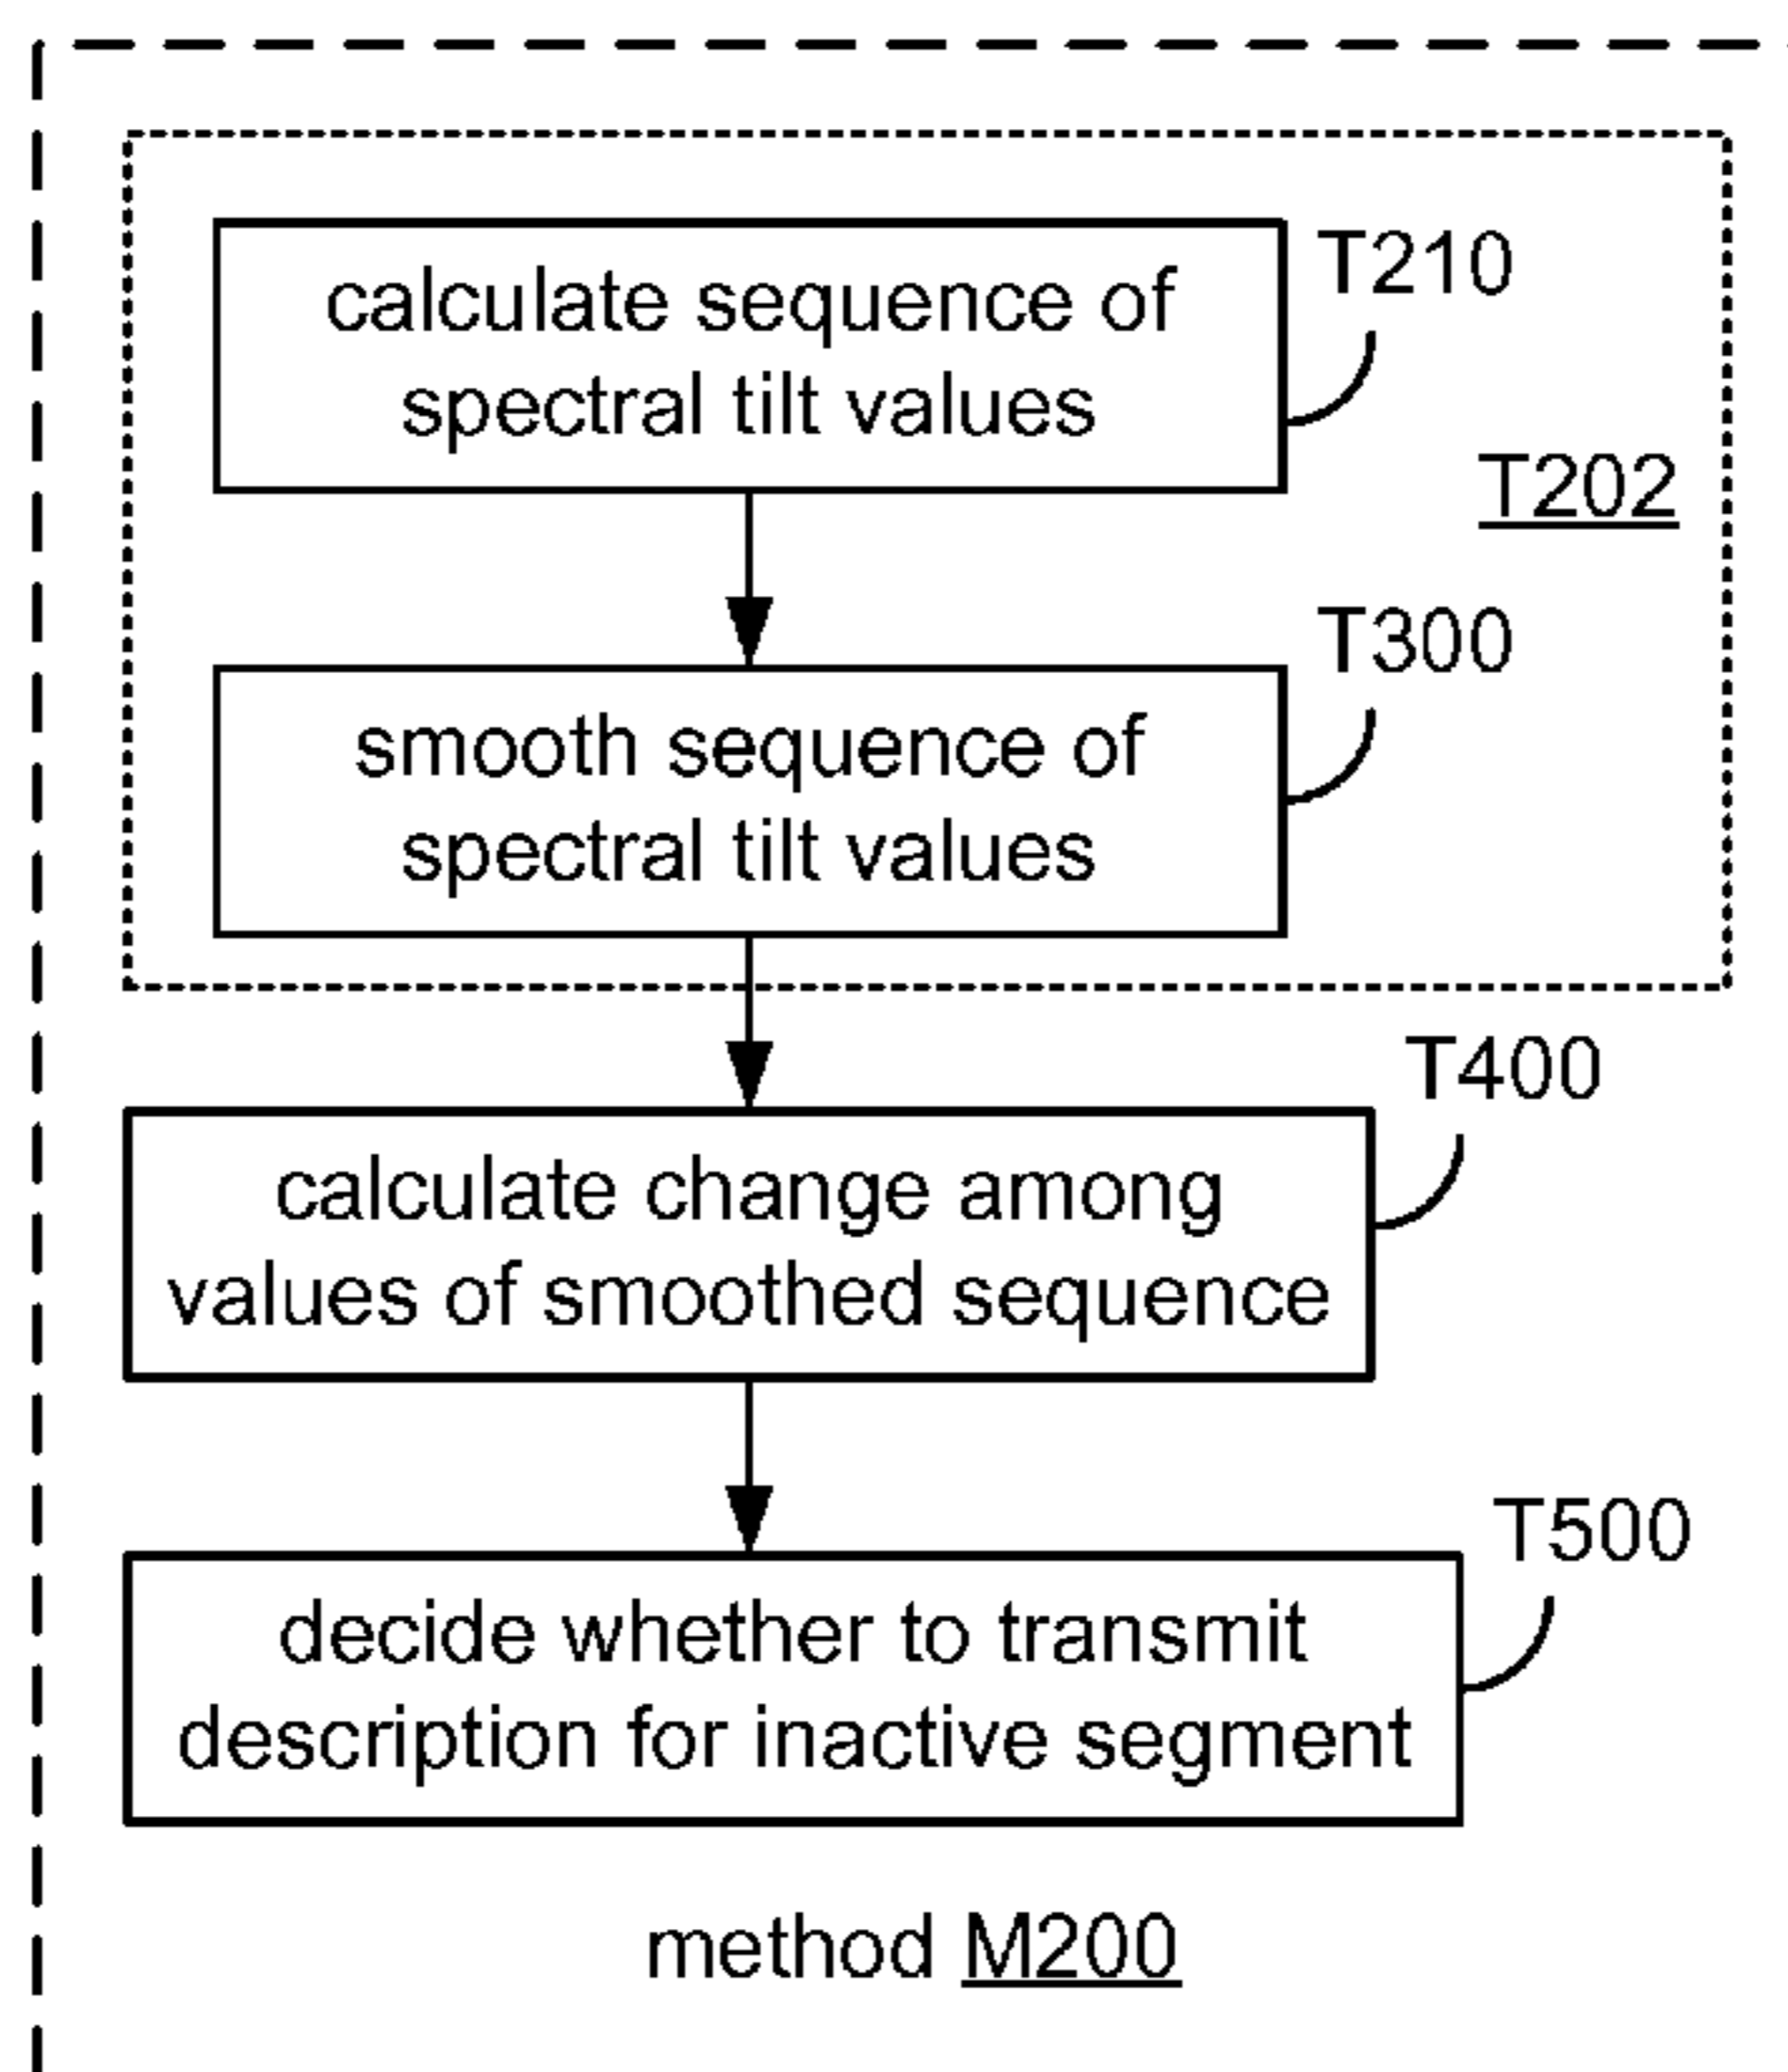 calculate sequence of
spectral tilt values
T210
T202
smooth sequence of
spectral tilt values
T300
calculate change among
values of smoothed sequence
T400
decide whether to transmit
description for inactive segment
T500
method M200